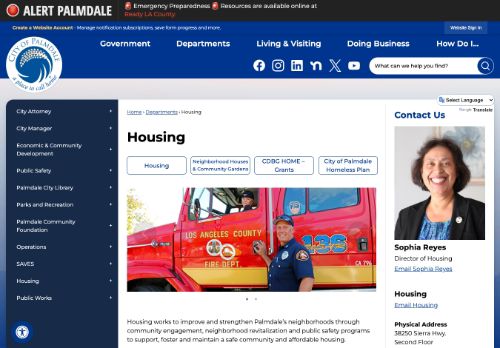 ALERT PALMDALE
Emergency Preparedness Resources are available online at
Ready LA County.
Create a Website Account - Manage notification subscriptions, save form progress and more.
Website Sign In
CITY OF PALMDALE
a place to call home
Government
Departments
Living & Visiting
Doing Business
How Do I...
What can we help you find?
Select Language
Google Translate
City Attorney +
City Manager +
Economic & Community Development +
Public Safety +
Palmdale City Library +
Parks and Recreation +
Palmdale Community Foundation +
Operations +
SAVES +
Housing +
Public Works +
Home › Departments › Housing
Housing
Housing
Neighborhood Houses
& Community Gardens
CDBG HOME –
Grants
City of Palmdale
Homeless Plan
LOS ANGELES COUNTY
FIRE DEPT.
136
Housing works to improve and strengthen Palmdale's neighborhoods through
community engagement, neighborhood revitalization and public safety programs
to support, foster and maintain a safe community and affordable housing.
Contact Us
Sophia Reyes
Director of Housing
Email Sophia Reyes
Housing
Email Housing
Physical Address
38250 Sierra Hwy.
Second Floor